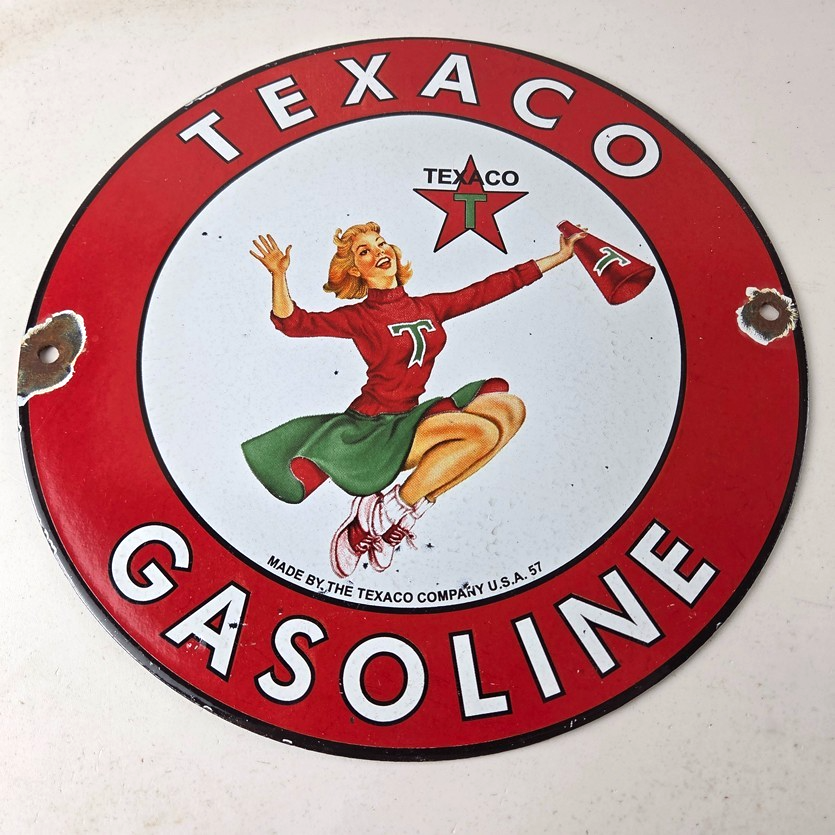 TEXACO
TEXACO
T
T
T
MADE BY THE TEXACO COMPANY U.S.A. 57
GASOLINE